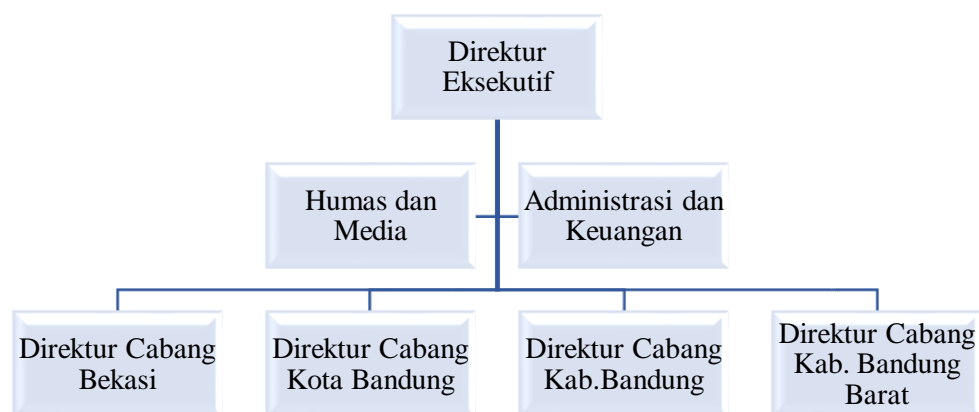 Direktur
Eksekutif
Humas dan
Media
Administrasi dan
Keuangan
Direktur Cabang
Bekasi
Direktur Cabang
Kota Bandung
Direktur Cabang
Kab.Bandung
Direktur Cabang
Kab. Bandung
Barat